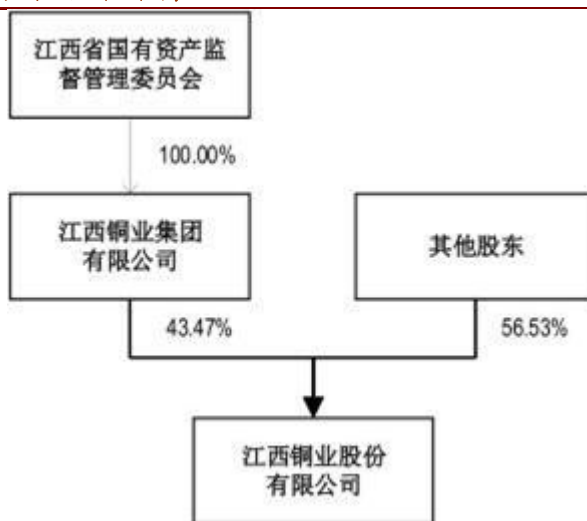 江西省国有资产监
督管理委员会
100.00%
江西铜业集团
有限公司
其他股东
43.47%
56.53%
江西铜业股份
有限公司